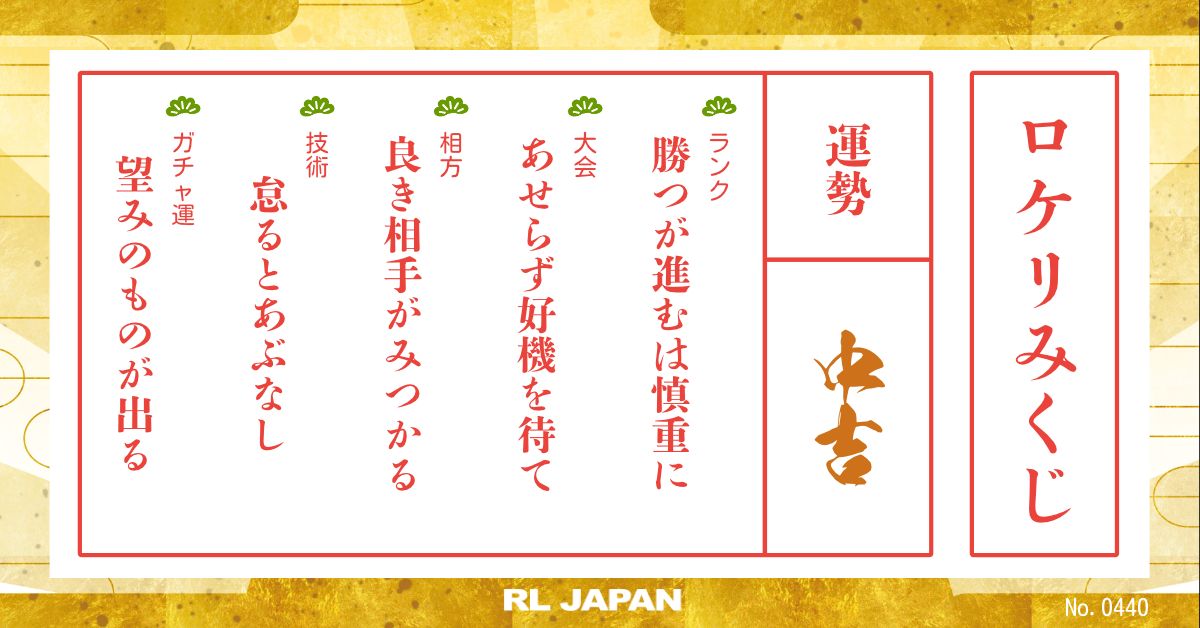 ロケリみくじ
運勢
中吉
ランク
勝つが進むは慎重に
大会
あせらず好機を待て
相方
良き相手がみつかる
技術
怠るとあぶなし
ガチャ運
望みのものが出る
RL JAPAN
No. 0440